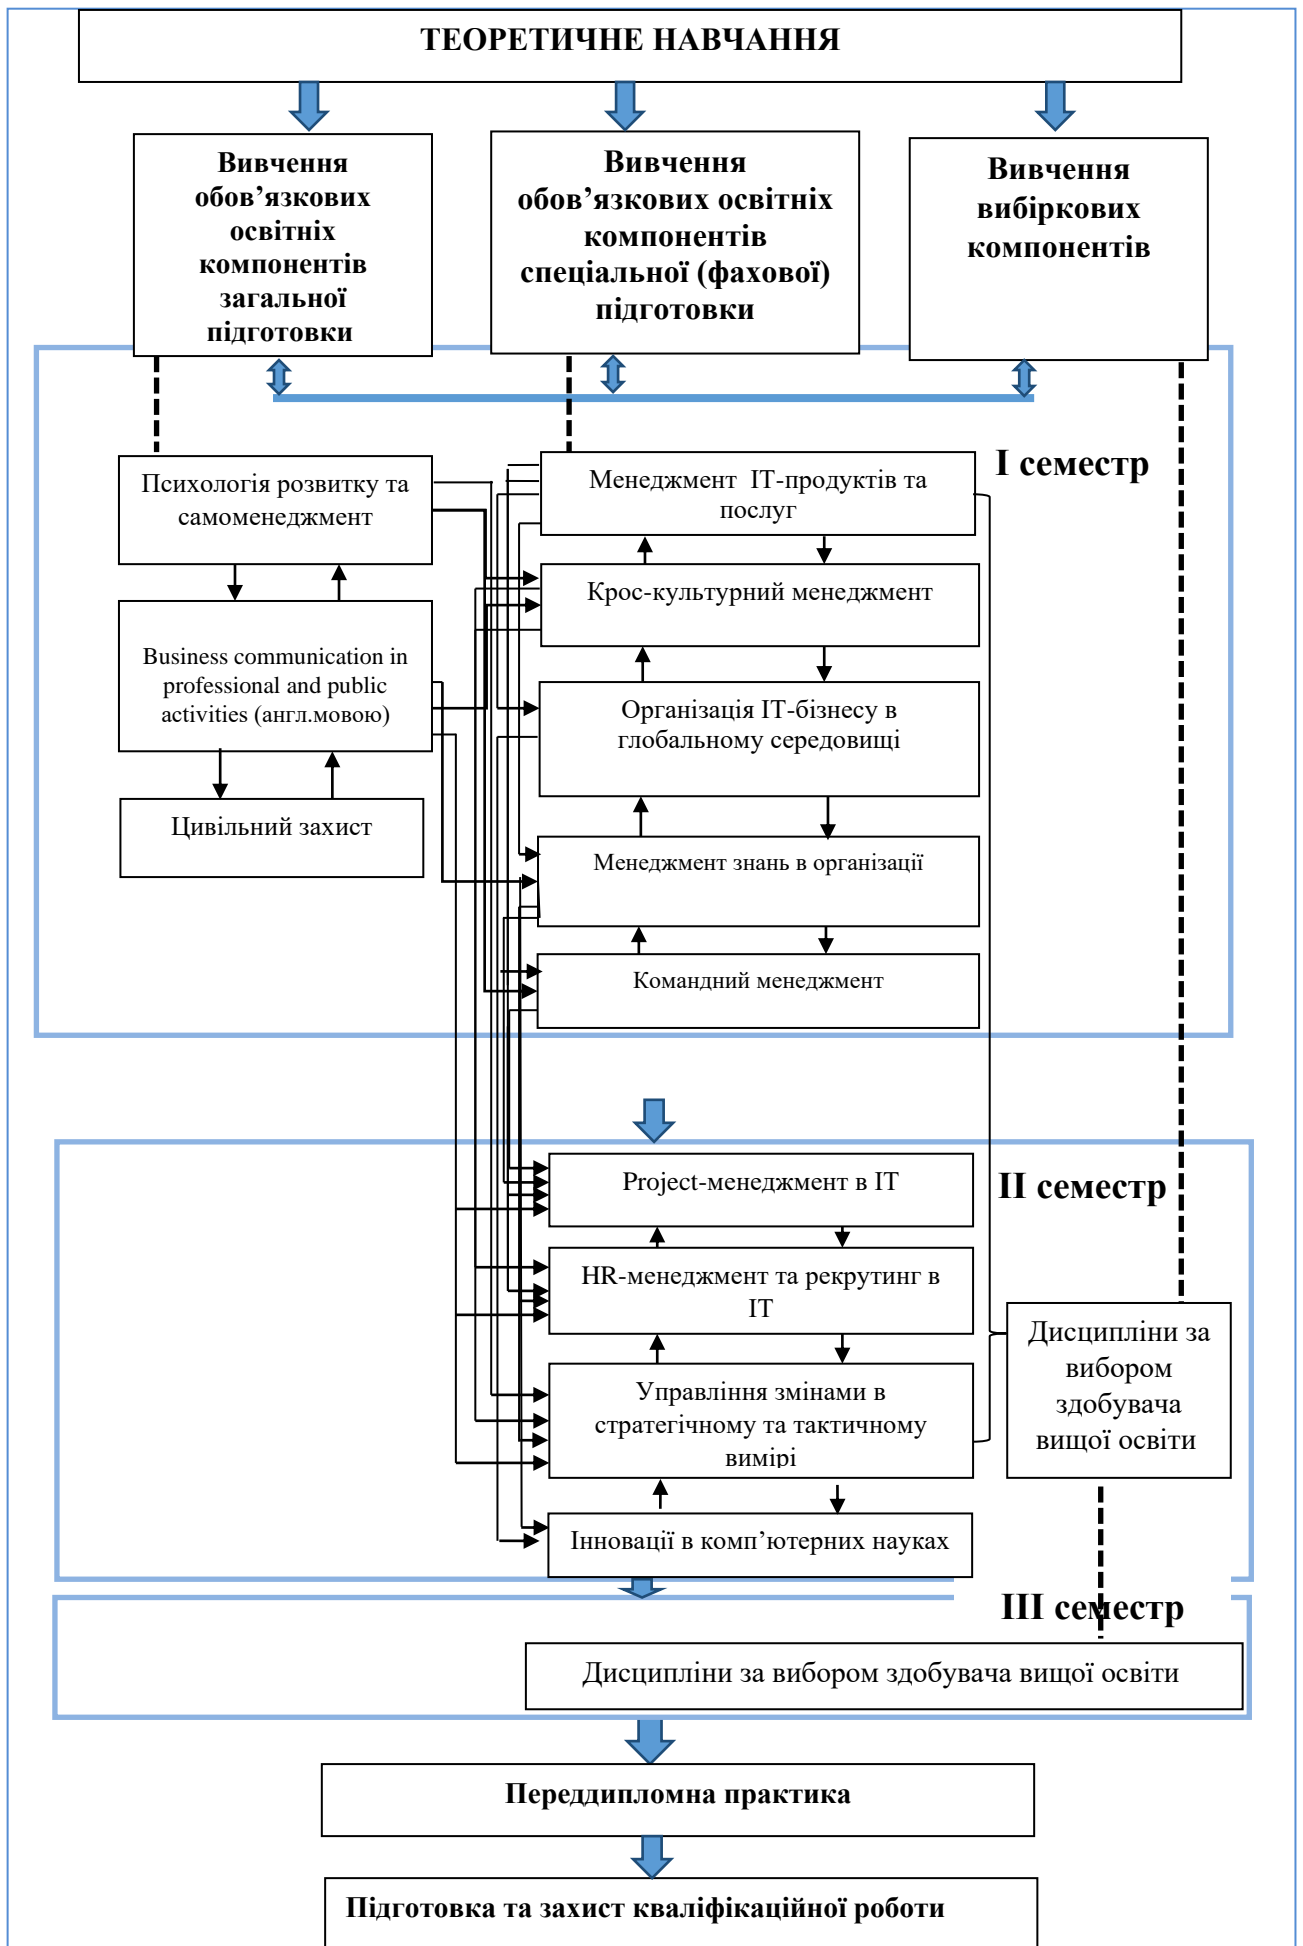 ТЕОРЕТИЧНЕ НАВЧАННЯ
Вивчення
обов’язкових
освітніх
компонентів
загальної
підготовки
Вивчення
обов’язкових освітніх
компонентів
спеціальної (фахової)
підготовки
Вивчення
вибіркових
компонентів
I семестр
Психологія розвитку та
самоменеджмент
Business communication in
professional and public
activities (англ.мовою)
Цивільний захист
Менеджмент IT-продуктів та
послуг
Крос-культурний менеджмент
Організація IT-бізнесу в
глобальному середовищі
Менеджмент знань в організації
Командний менеджмент
II семестр
Project-менеджмент в IT
HR-менеджмент та рекрутинг в
IT
Управління змінами в
стратегічному та тактичному
вимірі
Інновації в комп’ютерних науках
Дисципліни за
вибором
здобувача
вищої освіти
III семестр
Дисципліни за вибором здобувача вищої освіти
Переддипломна практика
Підготовка та захист кваліфікаційної роботи